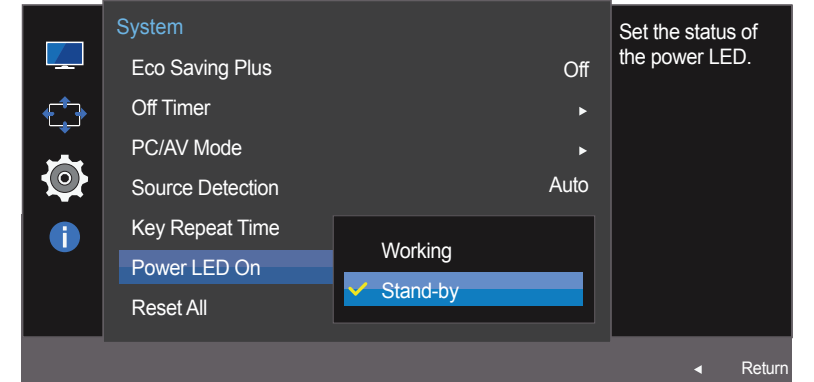 System
Eco Saving Plus Off
Off Timer ▸
PC/AV Mode ▸
Source Detection Auto
Key Repeat Time
Power LED On
Reset All
Working
Stand-by
Set the status of
the power LED.
◂ Return